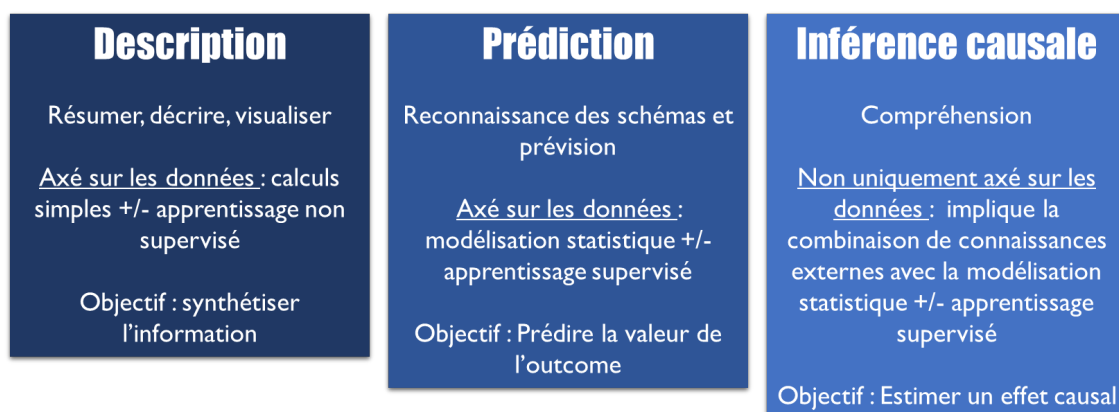 Description
Résumer, décrire, visualiser
Axé sur les données : calculs
simples +/- apprentissage non
supervisé
Objectif : synthétiser
l’information
Prédiction
Reconnaissance des schémas et
prévision
Axé sur les données :
modélisation statistique +/-
apprentissage supervisé
Objectif : Prédire la valeur de
l’outcome
Inférence causale
Compréhension
Non uniquement axé sur les
données : implique la
combinaison de connaissances
externes avec la modélisation
statistique +/- apprentissage
supervisé
Objectif : Estimer un effet causal